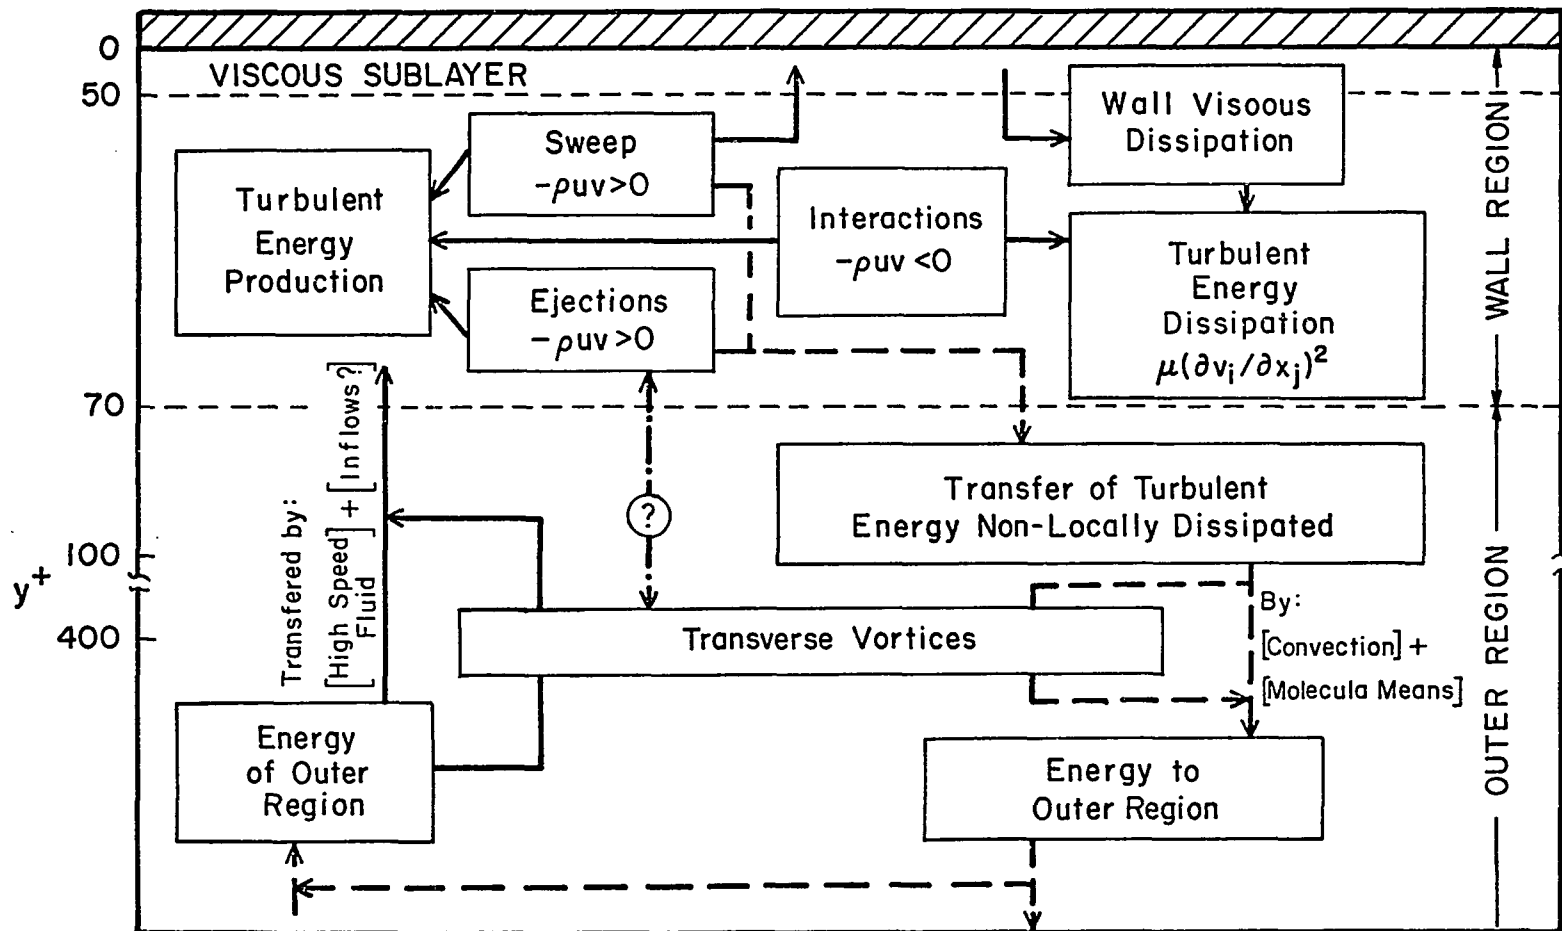 0
VISCOUS SUBLAYER
50
Sweep
-ρuv>0
Wall Visoous
Dissipation
Turbulent
Energy
Production
Interactions
-ρuv<0
Ejections
-ρuv>0
Turbulent
Energy
Dissipation
μ(∂vi/∂xj)²
WALL REGION
70
Transfered by:
[High Speed] + [Inflows?]
Fluid
?
Transfer of Turbulent
Energy Non-Locally Dissipated
100
y+
400
Transverse Vortices
By:
[Convection] +
[Molecula Means]
OUTER REGION
Energy
of Outer
Region
Energy to
Outer Region